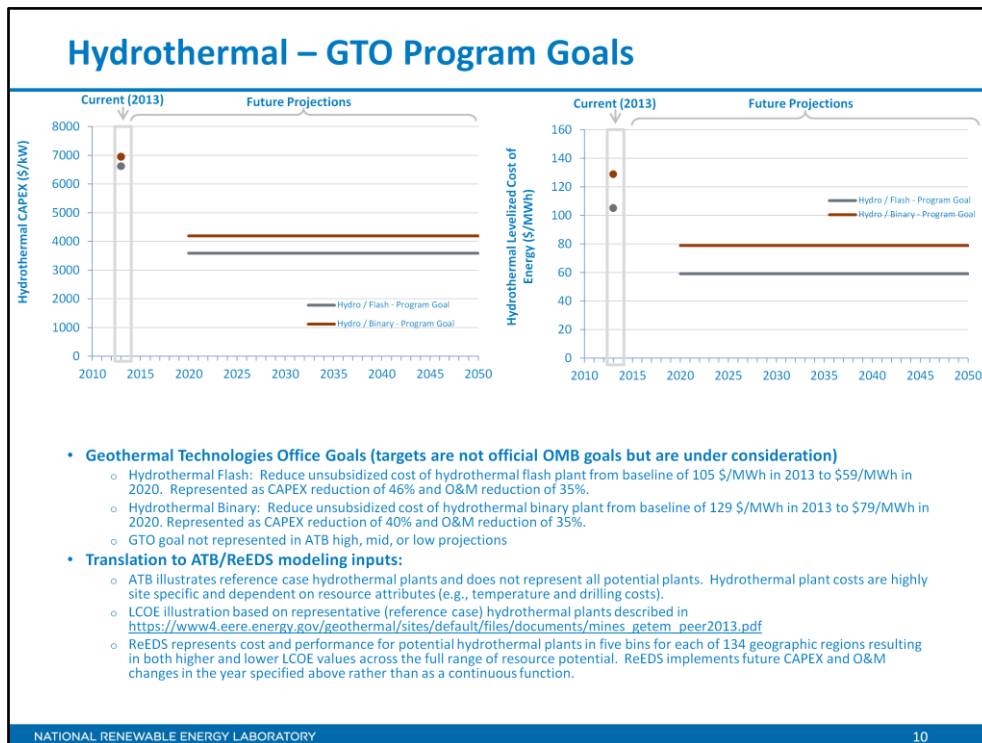 Hydrothermal – GTO Program Goals
Current (2013)
Future Projections
Hydrothermal CAPEX ($/kW)
8000
7000
6000
5000
4000
3000
2000
1000
0
Hydro / Flash - Program Goal
Hydro / Binary - Program Goal
2010 2015 2020 2025 2030 2035 2040 2045 2050
Current (2013)
Future Projections
Hydrothermal Levelized Cost of
Energy ($/MWh)
160
140
120
100
80
60
40
20
0
Hydro / Flash - Program Goal
Hydro / Binary - Program Goal
2010 2015 2020 2025 2030 2035 2040 2045 2050
• Geothermal Technologies Office Goals (targets are not official OMB goals but are under consideration)
o Hydrothermal Flash: Reduce unsubsidized cost of hydrothermal flash plant from baseline of 105 $/MWh in 2013 to $59/MWh in
2020. Represented as CAPEX reduction of 46% and O&M reduction of 35%.
o Hydrothermal Binary: Reduce unsubsidized cost of hydrothermal binary plant from baseline of 129 $/MWh in 2013 to $79/MWh in
2020. Represented as CAPEX reduction of 40% and O&M reduction of 35%.
o GTO goal not represented in ATB high, mid, or low projections
• Translation to ATB/ReEDS modeling inputs:
o ATB illustrates reference case hydrothermal plants and does not represent all potential plants. Hydrothermal plant costs are highly
site specific and dependent on resource attributes (e.g., temperature and drilling costs).
o LCOE illustration based on representative (reference case) hydrothermal plants described in
https://www4.eere.energy.gov/geothermal/sites/default/files/documents/mines_getem_peer2013.pdf
o ReEDS represents cost and performance for potential hydrothermal plants in five bins for each of 134 geographic regions resulting
in both higher and lower LCOE values across the full range of resource potential. ReEDS implements future CAPEX and O&M
changes in the year specified above rather than as a continuous function.
NATIONAL RENEWABLE ENERGY LABORATORY
10